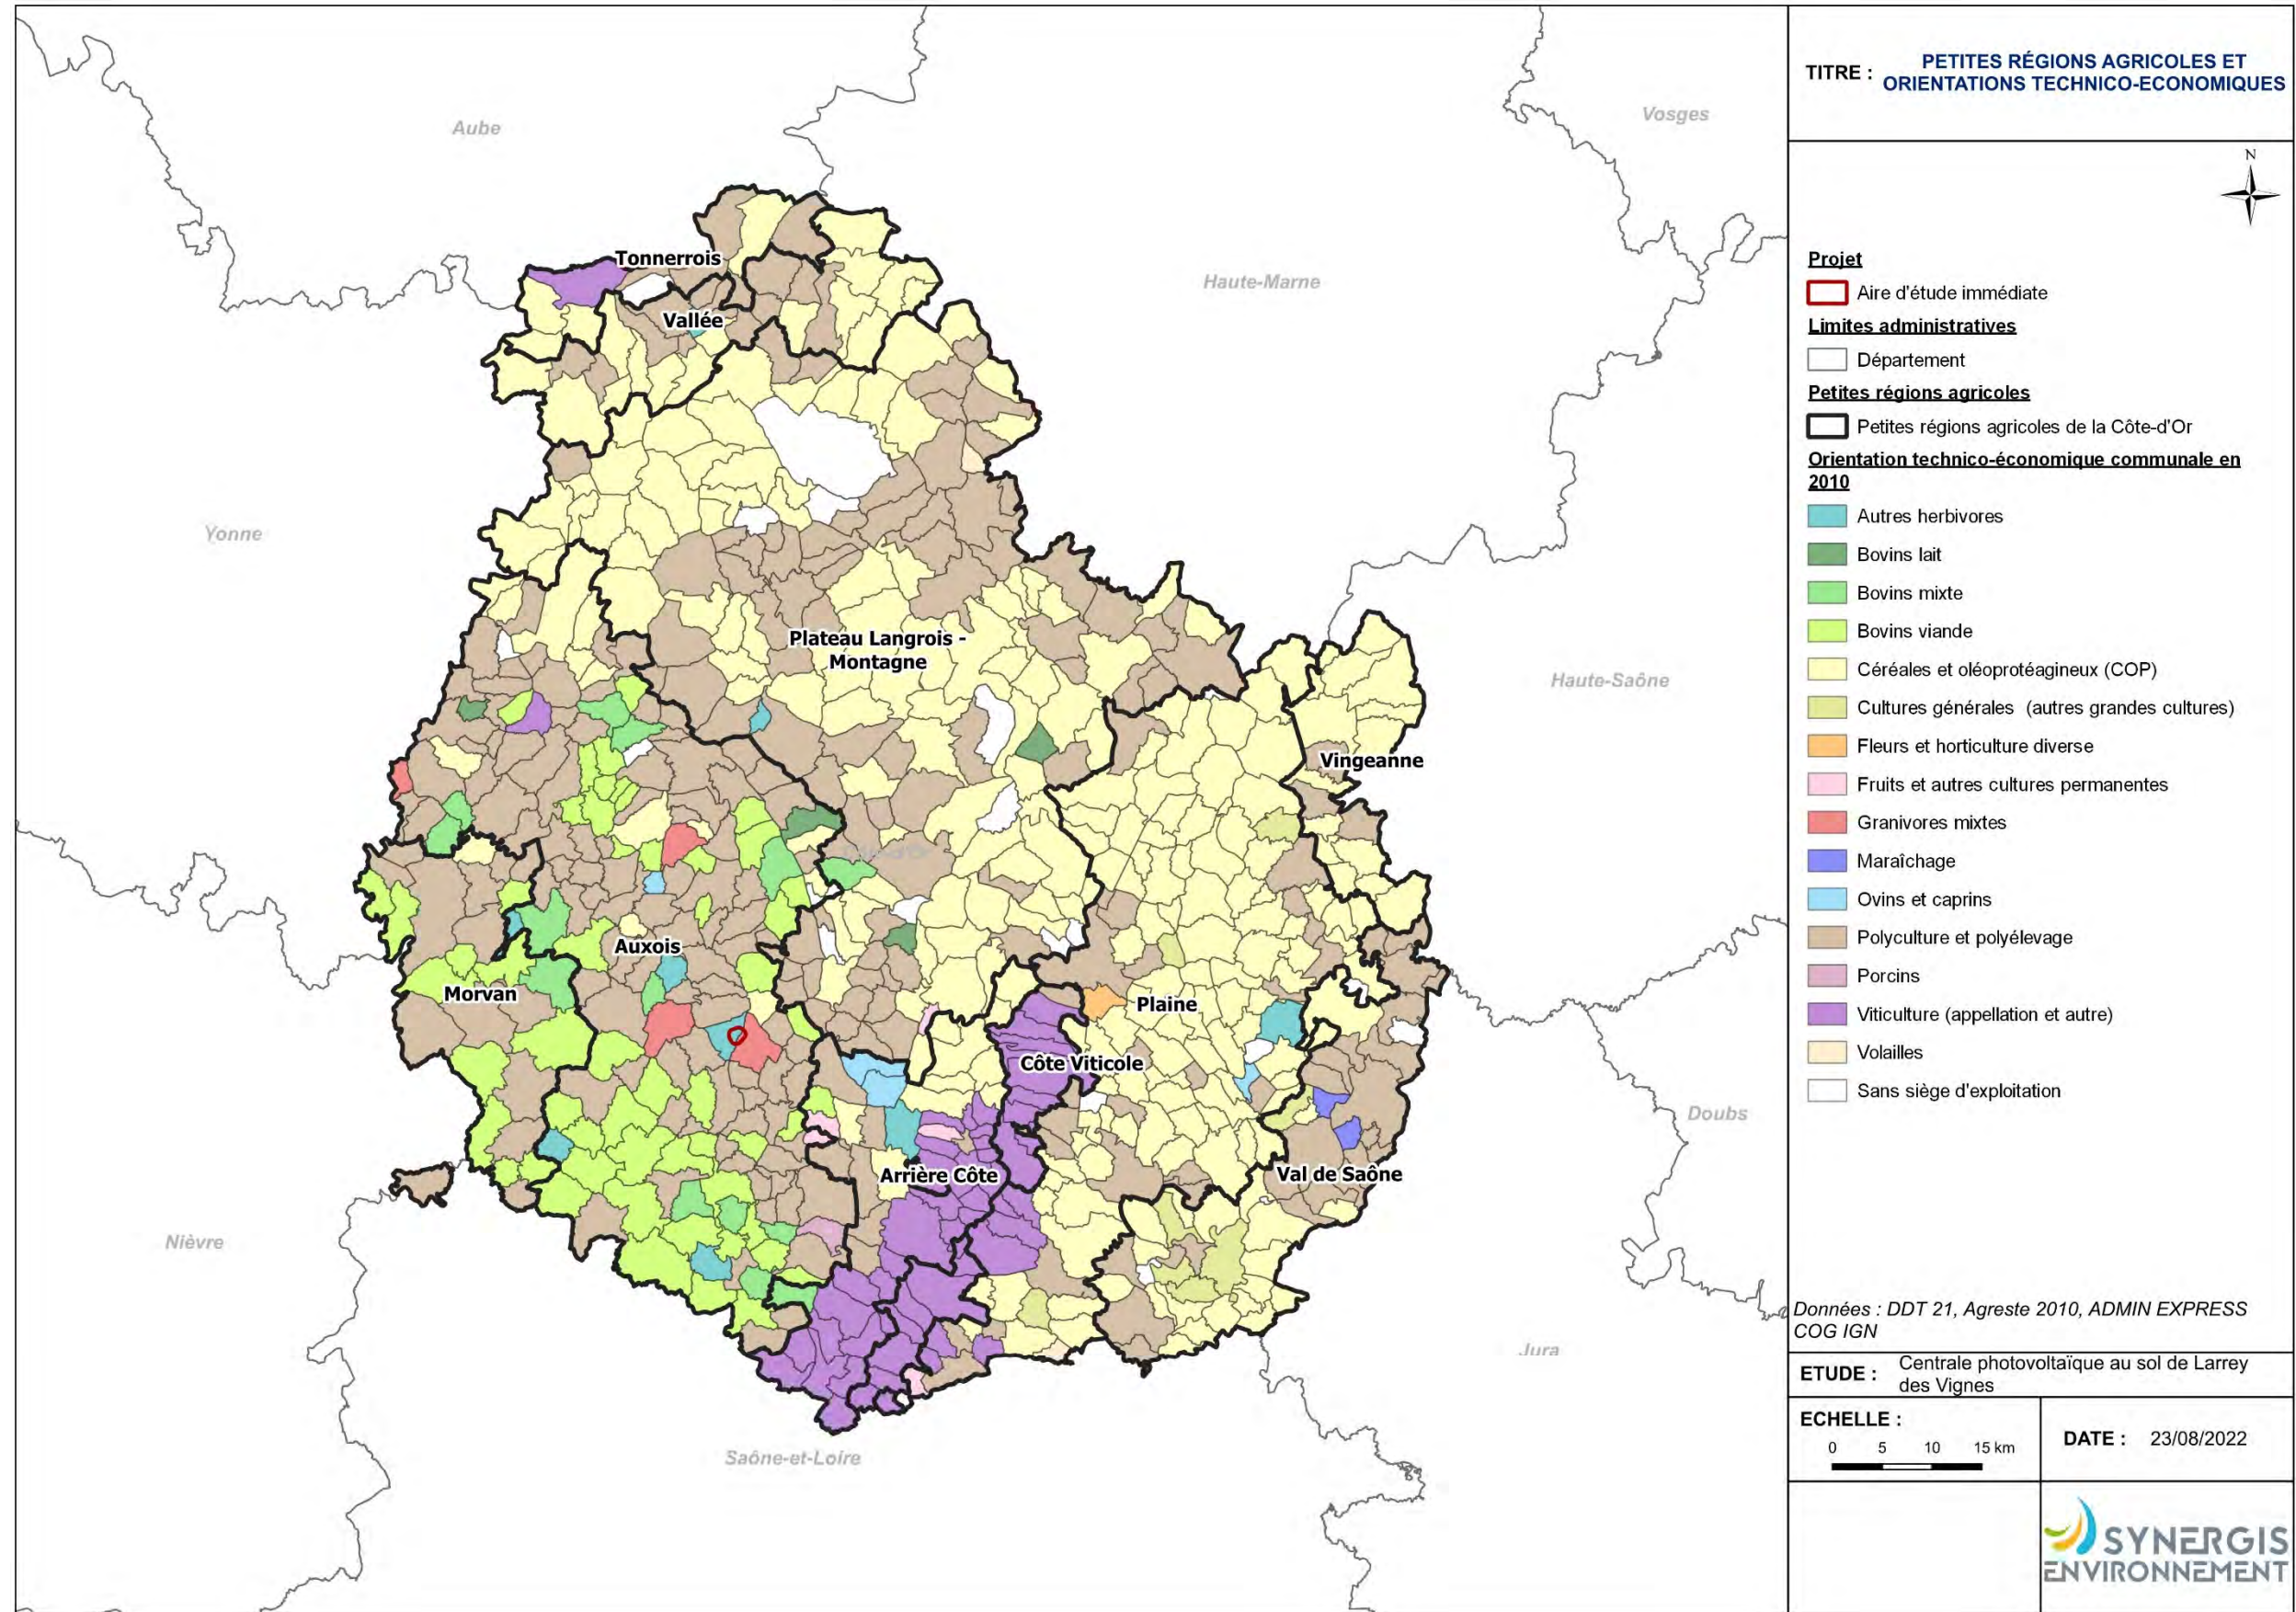 TITRE :
PETITES RÉGIONS AGRICOLES ET
ORIENTATIONS TECHNICO-ECONOMIQUES
N
Projet
Aire d'étude immédiate
Limites administratives
Département
Petites régions agricoles
Petites régions agricoles de la Côte-d'Or
Orientation technico-économique communale en
2010
Autres herbivores
Bovins lait
Bovins mixte
Bovins viande
Céréales et oléoprotéagineux (COP)
Cultures générales (autres grandes cultures)
Fleurs et horticulture diverse
Fruits et autres cultures permanentes
Granivores mixtes
Maraîchage
Ovins et caprins
Polyculture et polyélevage
Porcins
Viticulture (appellation et autre)
Volailles
Sans siège d'exploitation
Données : DDT 21, Agreste 2010, ADMIN EXPRESS
COG IGN
ETUDE :
Centrale photovoltaïque au sol de Larrey
des Vignes
ECHELLE :
0 5 10 15 km
DATE : 23/08/2022
SYNERGIS
ENVIRONNEMENT
Aube
Vosges
Haute-Marne
Yonne
Haute-Saône
Doubs
Nièvre
Jura
Saône-et-Loire
Tonnerrois
Vallée
Plateau Langrois -
Montagne
Vingeanne
Auxois
Morvan
Plaine
Côte Viticole
Arrière Côte
Val de Saône